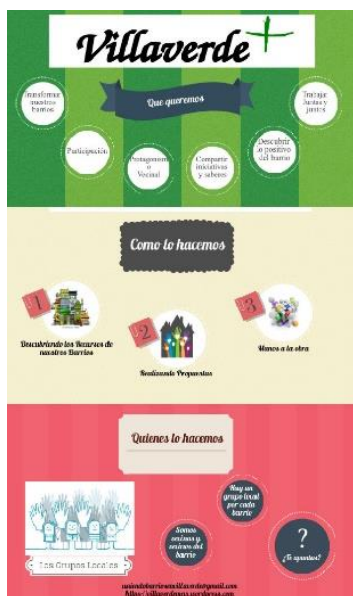 Villaverde +
Que queremos
Transformar
nuestros
barrios
Participación
Protagonism
o
Vecinal
Compartir
iniciativas
y saberes
Descubrir
lo positivo
del barrio
Trabajar
Juntas y
juntos
Como lo hacemos
1
Descubriendo los Recursos de
nuestros Barrios
2
Realizando Propuestas
3
Manos a la obra
Quienes lo hacemos
Los Grupos Locales
Somos
vecinas y
vecinos del
barrio
Hay un
grupo local
por cada
barrio
?
¿Te apuntas?